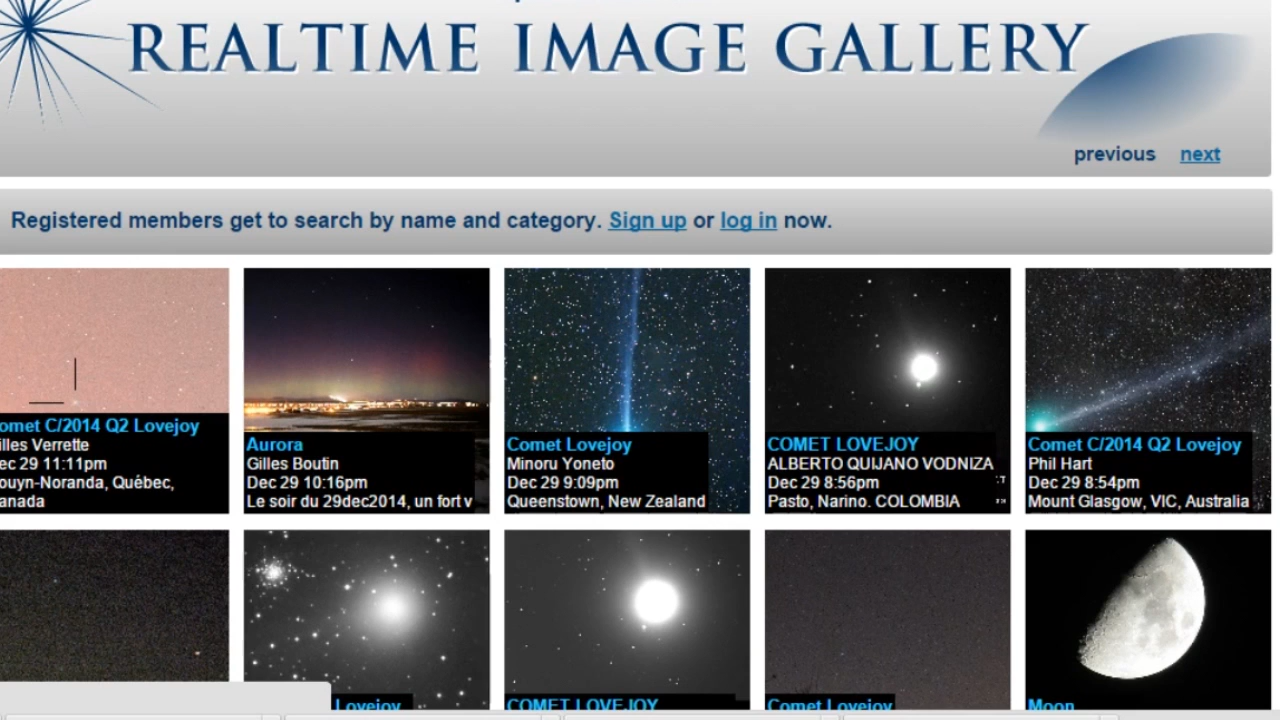 REALTIME IMAGE GALLERY
previous next
Registered members get to search by name and category. Sign up or log in now.
omet C/2014 Q2 Lovejoy
illes Verrette
ec 29 11:11pm
ouyn-Noranda, Québec,
anada
Aurora
Gilles Boutin
Dec 29 10:16pm
Le soir du 29dec2014, un fort v
Comet Lovejoy
Minoru Yoneto
Dec 29 9:09pm
Queenstown, New Zealand
COMET LOVEJOY
ALBERTO QUIJANO VODNIZA
Dec 29 8:56pm
Pasto, Narino. COLOMBIA
Comet C/2014 Q2 Lovejoy
Phil Hart
Dec 29 8:54pm
Mount Glasgow, VIC, Australia
Lovejoy
COMET LOVEJOY
Comet Lovejoy
Moon